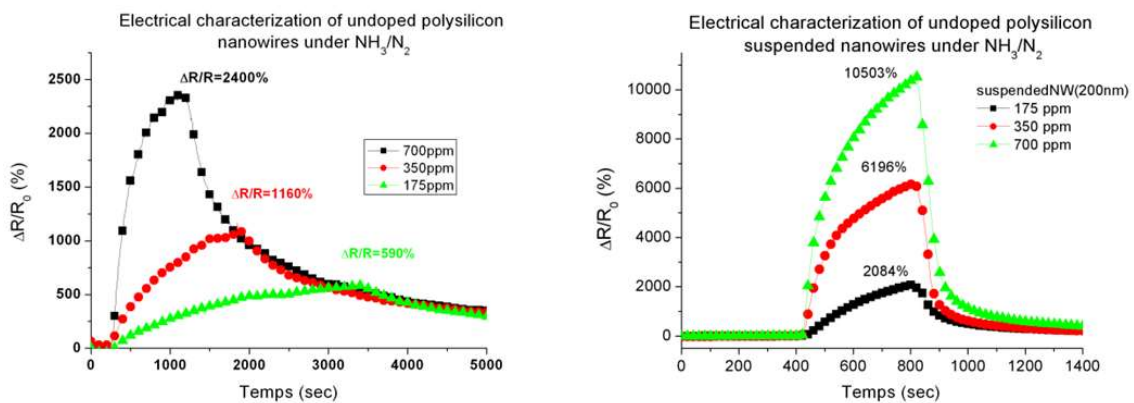 Electrical characterization of undoped polysilicon
nanowires under NH₃/N₂
ΔR/R=2400%
2500
2000
1500
1000
500
0
ΔR/R₀ (%)
700ppm
350ppm
175ppm
ΔR/R=1160%
ΔR/R=590%
0 1000 2000 3000 4000 5000
Temps (sec)
Electrical characterization of undoped polysilicon
suspended nanowires under NH₃/N₂
10503%
10000
8000
6000
4000
2000
0
ΔR/R₀ (%)
suspendedNW(200nm)
175 ppm
350 ppm
700 ppm
6196%
2084%
0 200 400 600 800 1000 1200 1400
Temps (sec)